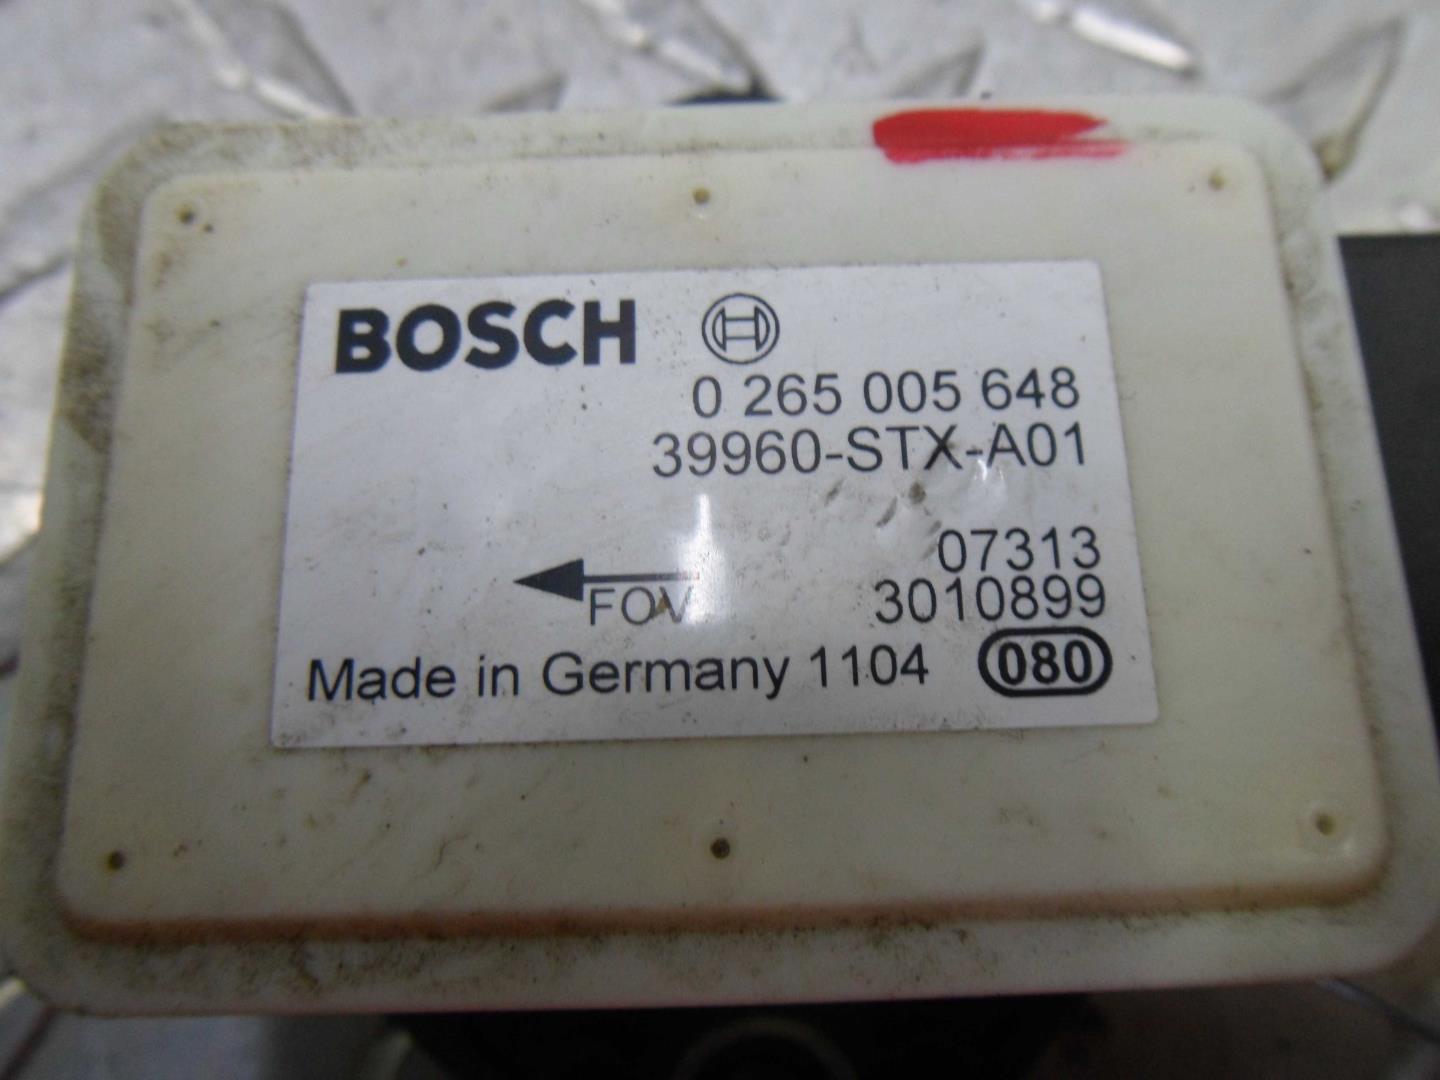 BOSCH
0 265 005 648
39960-STX-A01
07313
FOV 3010899
Made in Germany 1104 080